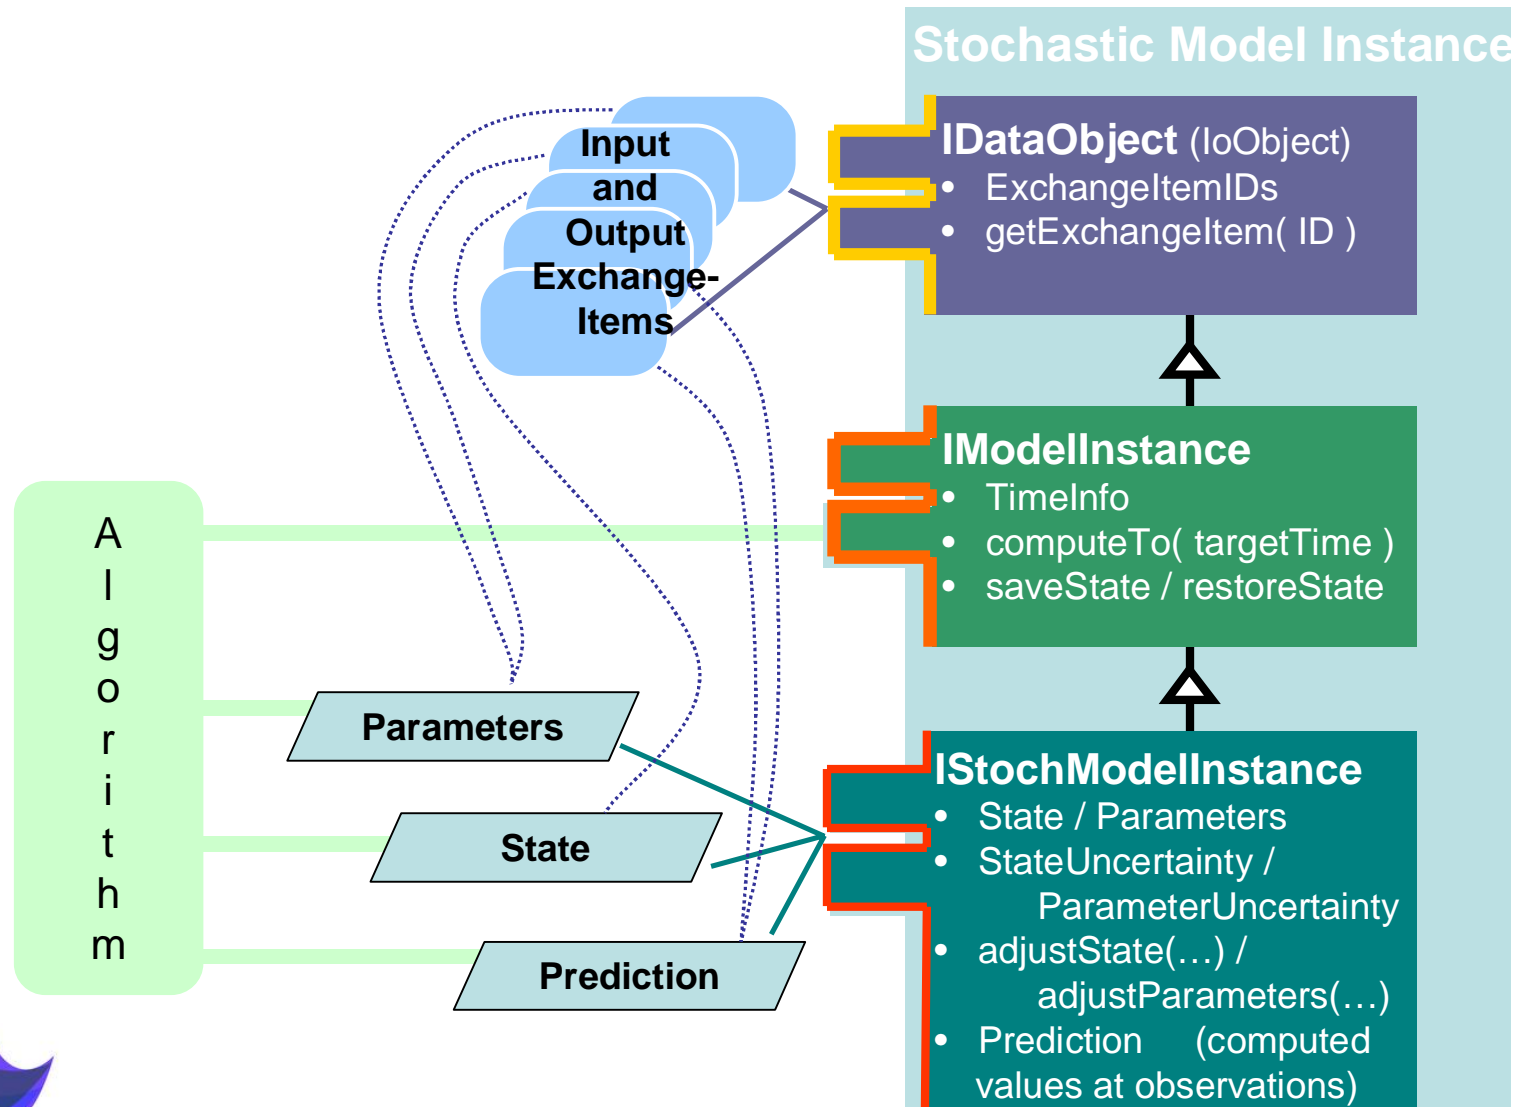 Stochastic Model Instance
Input
and
Output
Exchange-
Items
IDataObject (IoObject)
• ExchangeItemIDs
• getExchangeItem( ID )
IModelInstance
• TimeInfo
• computeTo( targetTime )
• saveState / restoreState
A
l
g
o
r
i
t
h
m
Parameters
State
Prediction
IStochModelInstance
• State / Parameters
• StateUncertainty /
ParameterUncertainty
• adjustState(…) /
adjustParameters(…)
• Prediction (computed
values at observations)